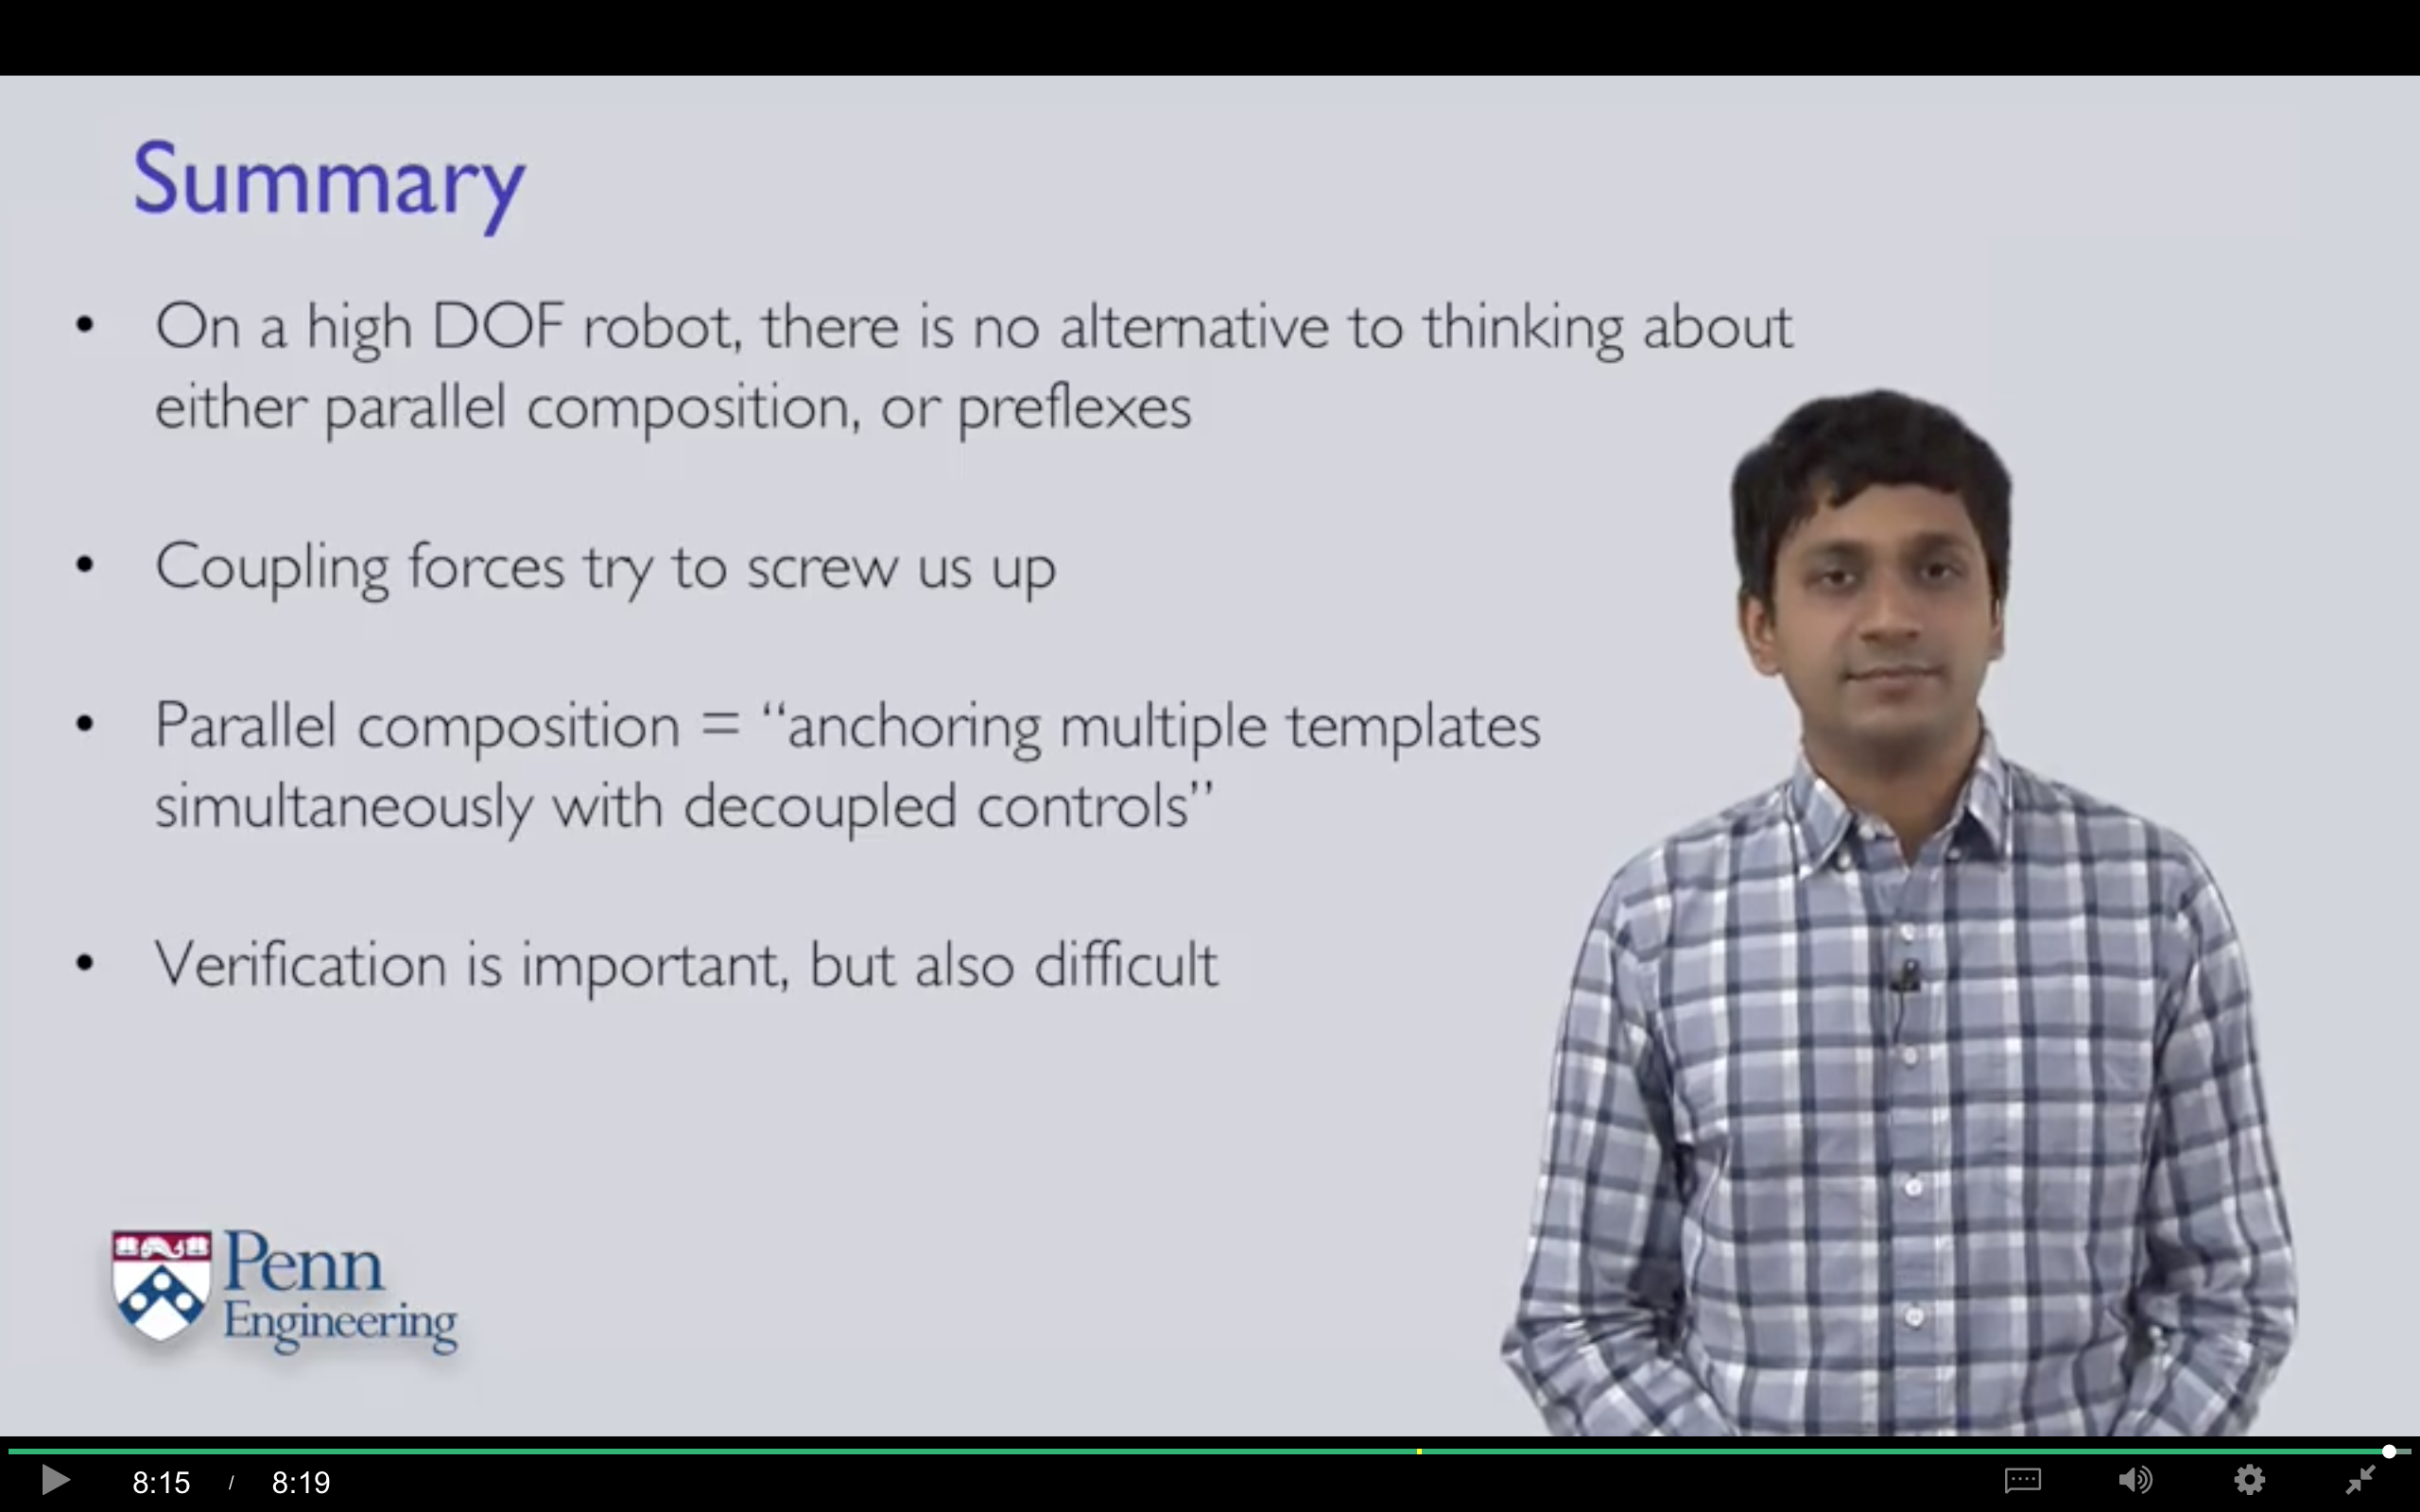 Summary
• On a high DOF robot, there is no alternative to thinking about
either parallel composition, or preflexes
• Coupling forces try to screw us up
• Parallel composition = “anchoring multiple templates
simultaneously with decoupled controls”
• Verification is important, but also difficult
Penn
Engineering
8:15 / 8:19